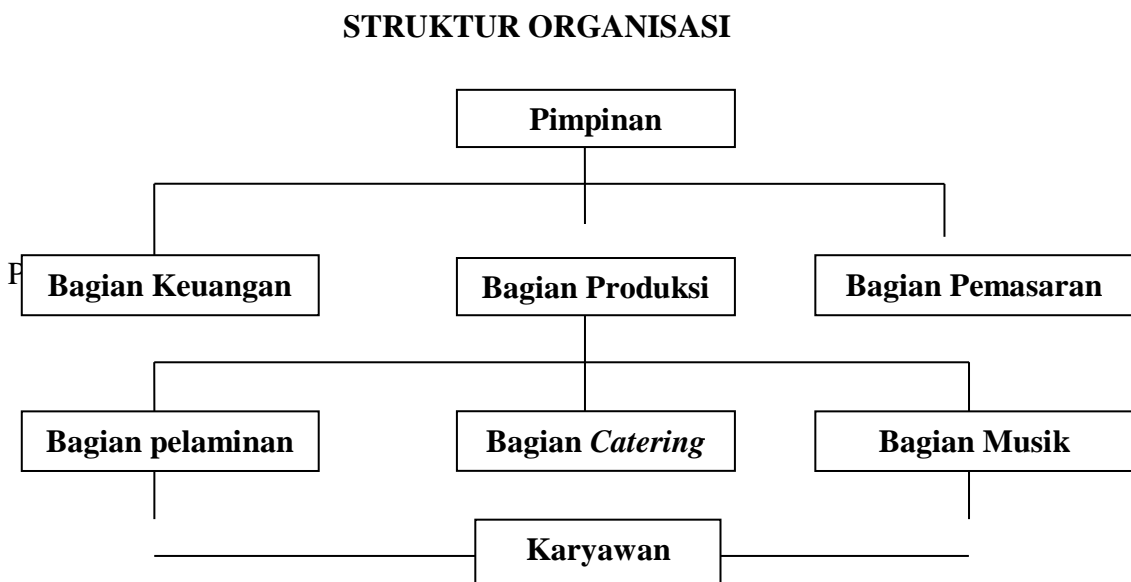 STRUKTUR ORGANISASI
Pimpinan
P
Bagian Keuangan
Bagian Produksi
Bagian Pemasaran
Bagian pelaminan
Bagian Catering
Bagian Musik
Karyawan